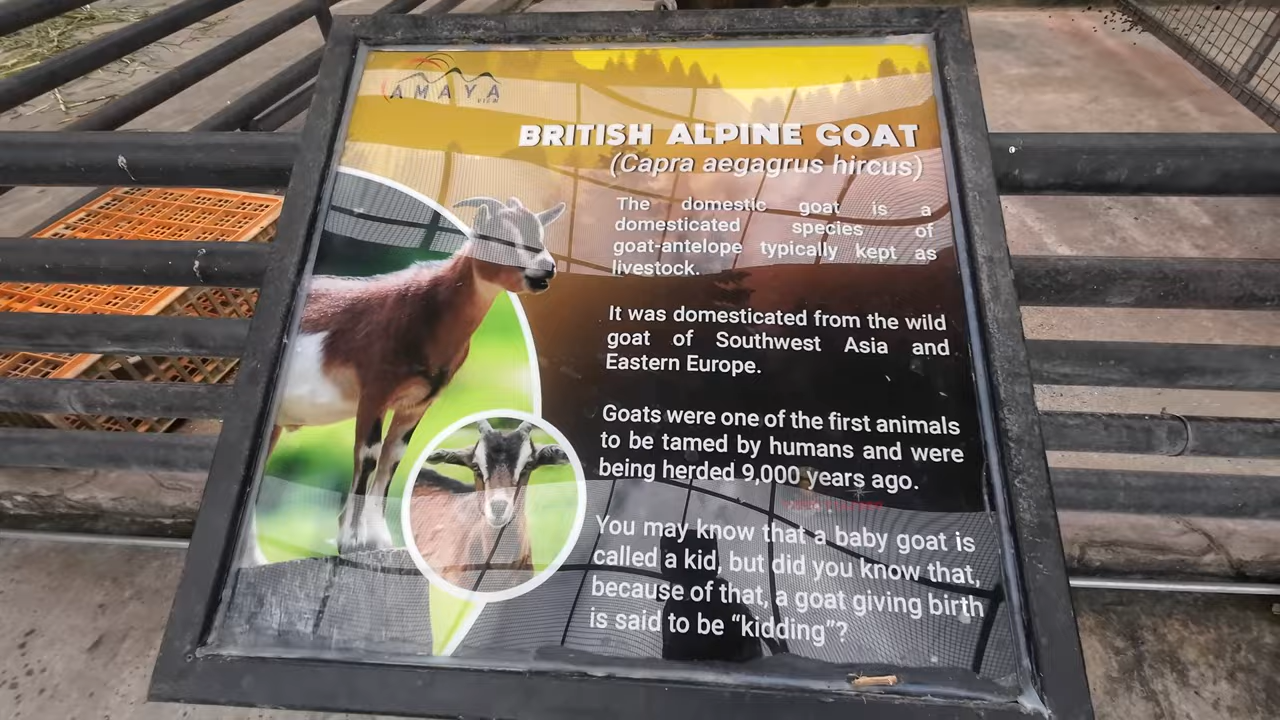 AMAYA
VIEW
BRITISH ALPINE GOAT
(Capra aegagrus hircus)
The domestic goat is a
domesticated species of
goat-antelope typically kept as
livestock.
It was domesticated from the wild
goat of Southwest Asia and
Eastern Europe.
Goats were one of the first animals
to be tamed by humans and were
being herded 9,000 years ago.
You may know that a baby goat is
called a kid, but did you know that,
because of that, a goat giving birth
is said to be “kidding”?